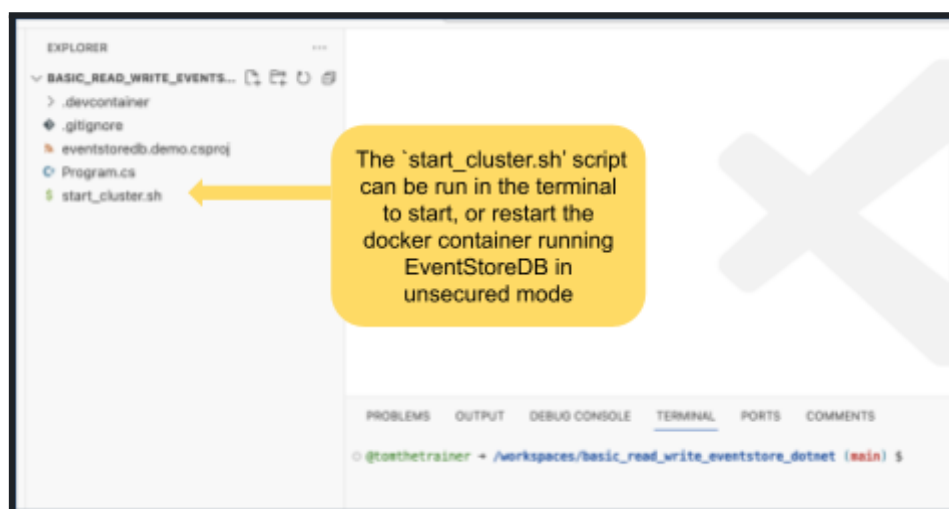 EXPLORER ...
BASIC_READ_WRITE_EVENTS...
.devcontainer
.gitignore
eventstoredb.demo.csproj
Program.cs
$ start_cluster.sh
The `start_cluster.sh' script
can be run in the terminal
to start, or restart the
docker container running
EventStoreDB in
unsecured mode
PROBLEMS OUTPUT DEBUG CONSOLE TERMINAL PORTS COMMENTS
@tomthetrainer → /workspaces/basic_read_write_eventstore_dotnet (main) $